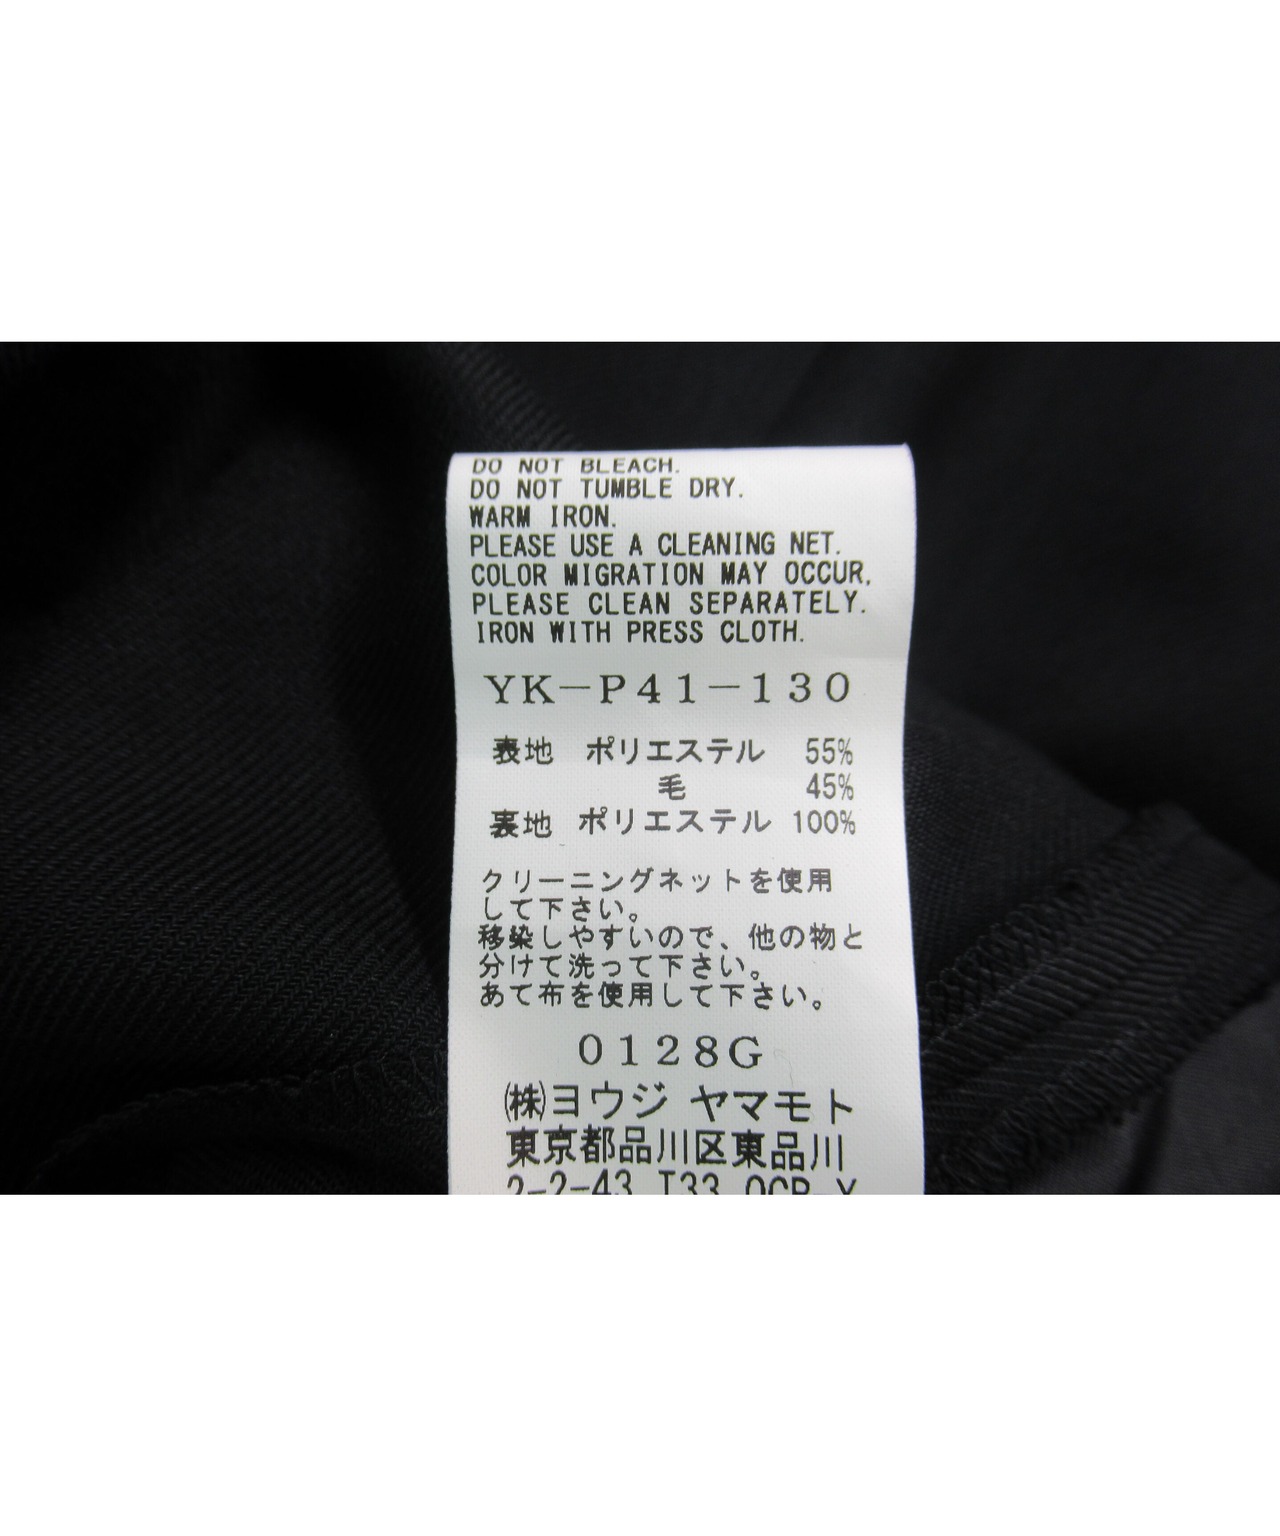 DO NOT BLEACH.
DO NOT TUMBLE DRY.
WARM IRON.
PLEASE USE A CLEANING NET.
COLOR MIGRATION MAY OCCUR,
PLEASE CLEAN SEPARATELY.
IRON WITH PRESS CLOTH.
YK-P41-130
表地 ポリエステル 55%
毛 45%
裏地 ポリエステル 100%
クリーニングネットを使用
して下さい。
移染しやすいので、他の物と
分けて洗って下さい。
あて布を使用して下さい。
0128G
㈱ヨウジ ヤマモト
東京都品川区東品川
2-2-43 T33